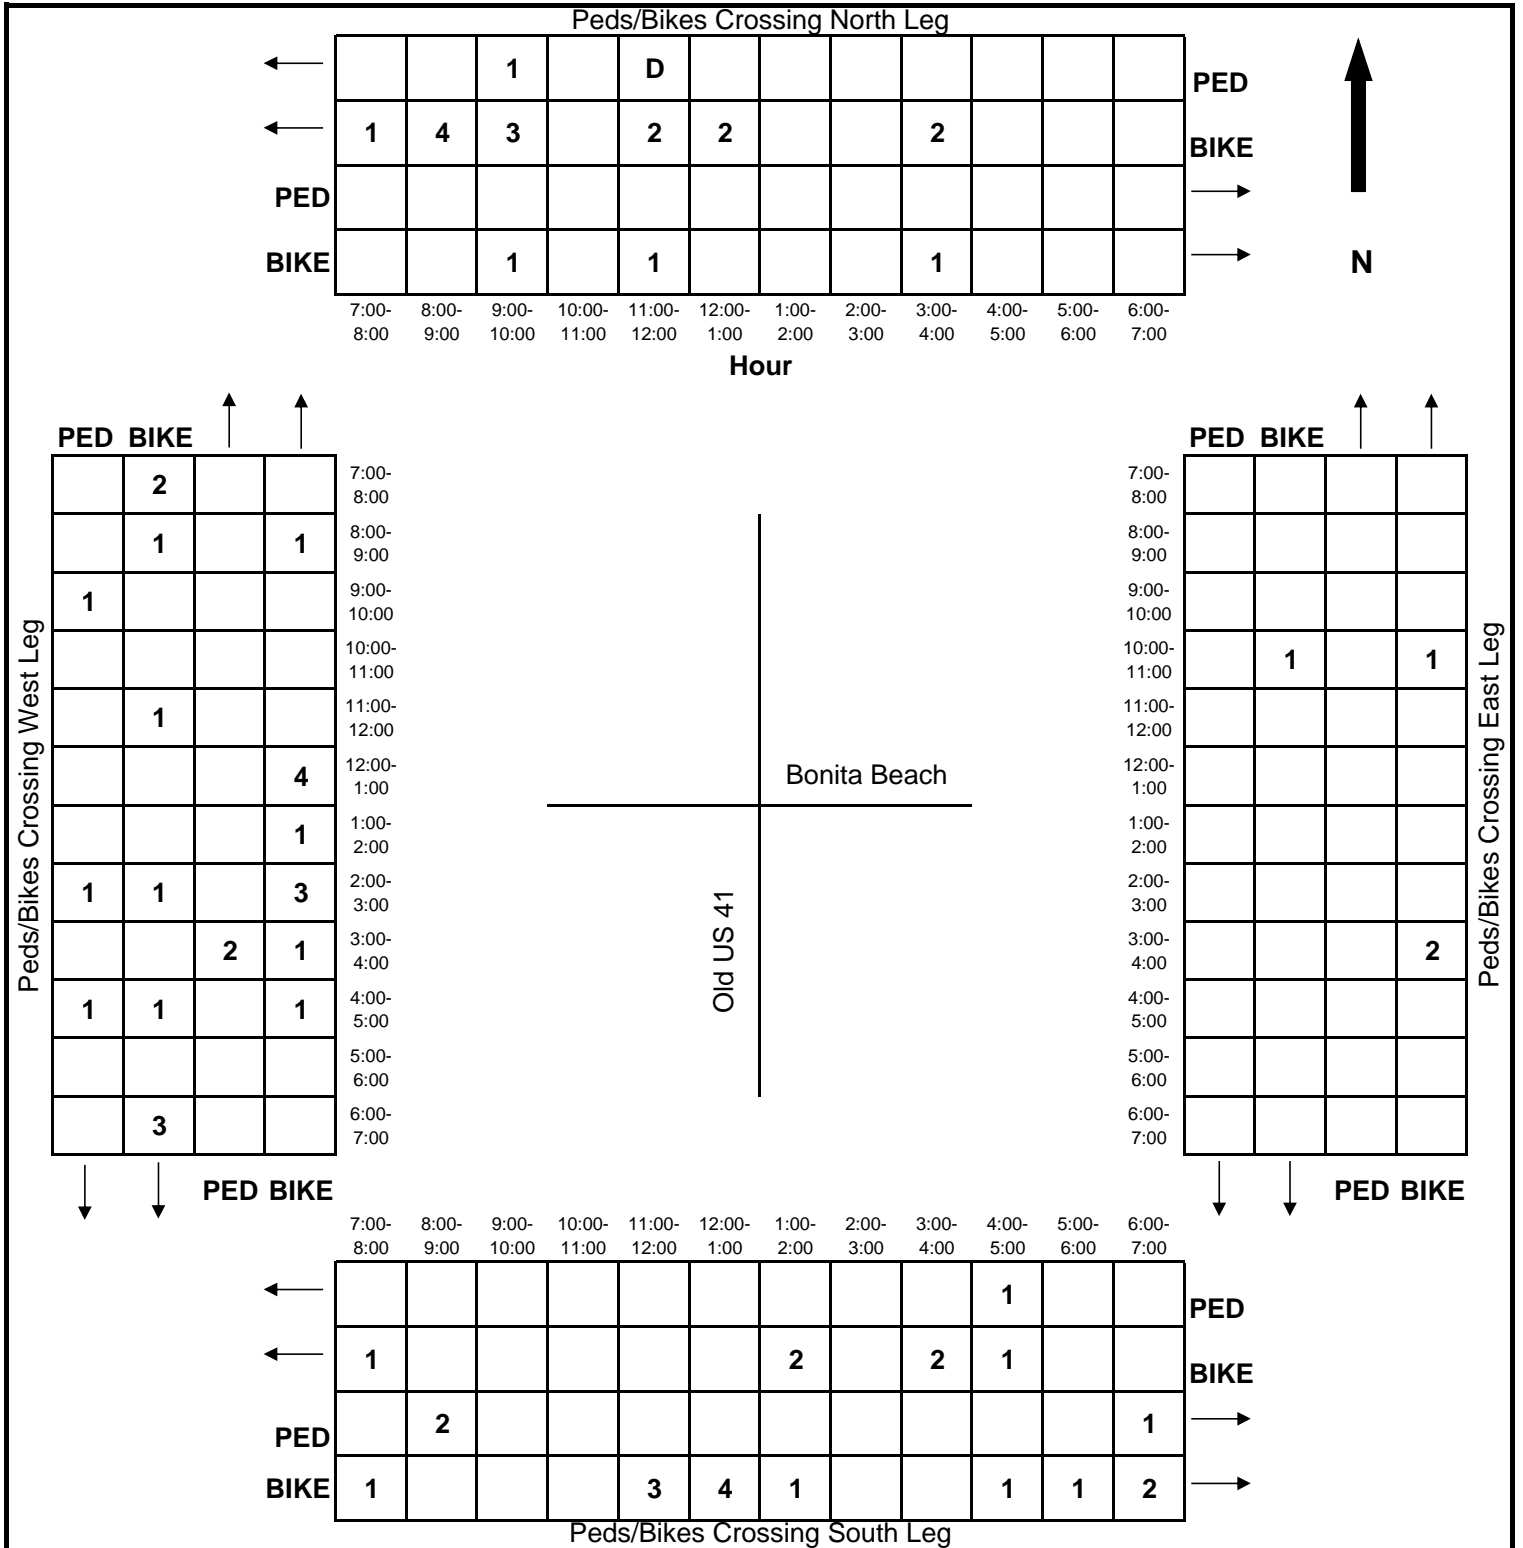 Peds/Bikes Crossing North Leg
1 D
PED
1 4 3 2 2 2
BIKE
PED
BIKE 1 1 1
N
7:00- 8:00- 9:00- 10:00- 11:00- 12:00- 1:00- 2:00- 3:00- 4:00- 5:00- 6:00-
8:00 9:00 10:00 11:00 12:00 1:00 2:00 3:00 4:00 5:00 6:00 7:00
Hour
PED BIKE
2
1 1
1
1
4
1
1 1 3
2 1
1 1 1
3
PED BIKE
Peds/Bikes Crossing West Leg
7:00-
8:00
8:00-
9:00
9:00-
10:00
10:00-
11:00
11:00-
12:00
12:00-
1:00
1:00-
2:00
2:00-
3:00
3:00-
4:00
4:00-
5:00
5:00-
6:00
6:00-
7:00
Bonita Beach
Old US 41
7:00-
8:00
8:00-
9:00
9:00-
10:00
10:00-
11:00
11:00-
12:00
12:00-
1:00
1:00-
2:00
2:00-
3:00
3:00-
4:00
4:00-
5:00
5:00-
6:00
6:00-
7:00
PED BIKE
1 1
2
PED BIKE
Peds/Bikes Crossing East Leg
7:00- 8:00- 9:00- 10:00- 11:00- 12:00- 1:00- 2:00- 3:00- 4:00- 5:00- 6:00-
8:00 9:00 10:00 11:00 12:00 1:00 2:00 3:00 4:00 5:00 6:00 7:00
1
PED
1 2 2 1
BIKE
2 1
PED
BIKE 1 3 4 1 1 1 2
Peds/Bikes Crossing South Leg